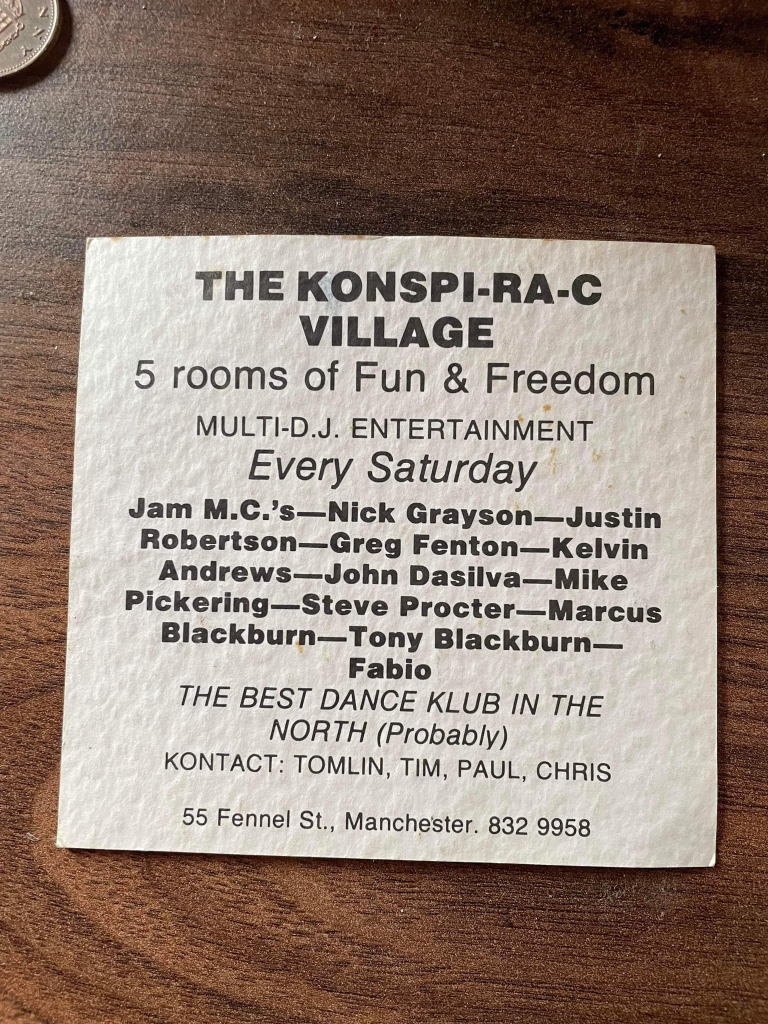 THE KONSPI-RA-C
VILLAGE
5 rooms of Fun & Freedom
MULTI-D.J. ENTERTAINMENT
Every Saturday
Jam M.C.'s—Nick Grayson—Justin
Robertson—Greg Fenton—Kelvin
Andrews—John Dasilva—Mike
Pickering—Steve Procter—Marcus
Blackburn—Tony Blackburn—
Fabio
THE BEST DANCE KLUB IN THE
NORTH (Probably)
KONTACT: TOMLIN, TIM, PAUL, CHRIS
55 Fennel St., Manchester. 832 9958